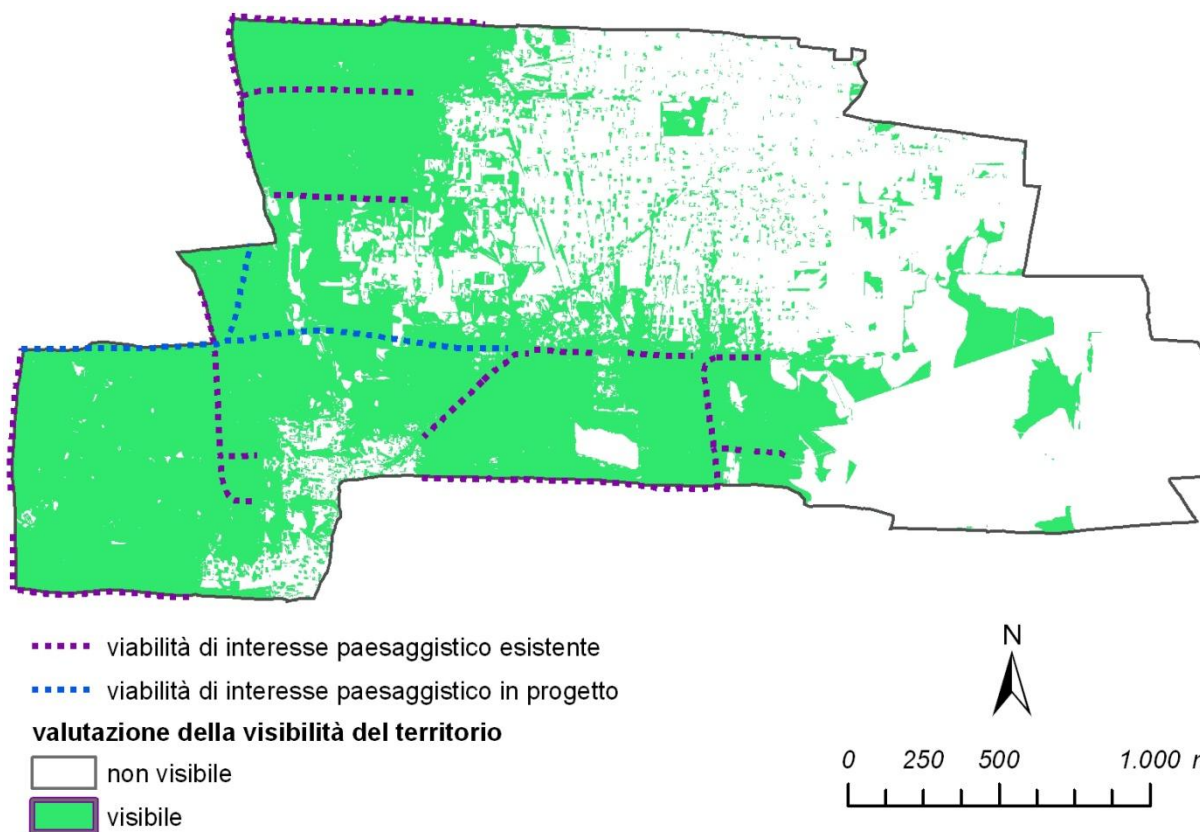 viabilità di interesse paesaggistico esistente
viabilità di interesse paesaggistico in progetto
valutazione della visibilità del territorio
non visibile
visibile
N
0 250 500 1.000